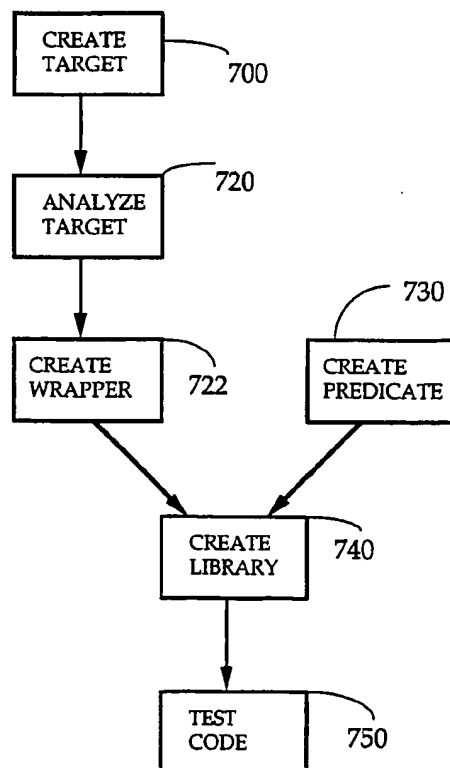 CREATE
TARGET
700
720
ANALYZE
TARGET
730
CREATE
WRAPPER
722
CREATE
PREDICATE
CREATE
LIBRARY
740
TEST
CODE
750